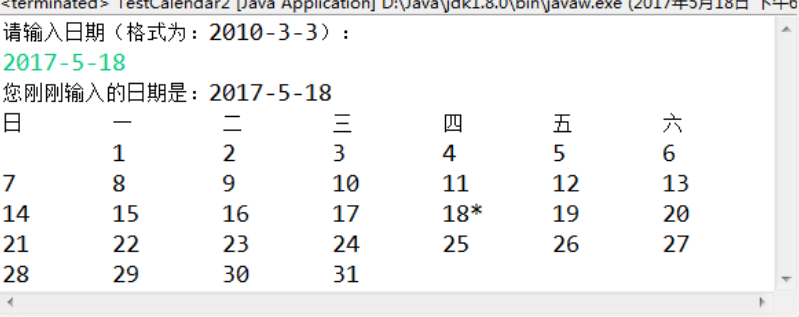 <terminated> TestCalendar2 [Java Application] D:\Java\jdk1.8.0\bin\javaw.exe (2017年5月18日 下午6
请输入日期（格式为：2010-3-3）：
2017-5-18
您刚刚输入的日期是：2017-5-18
日 一 二 三 四 五 六
1 2 3 4 5 6
7 8 9 10 11 12 13
14 15 16 17 18* 19 20
21 22 23 24 25 26 27
28 29 30 31